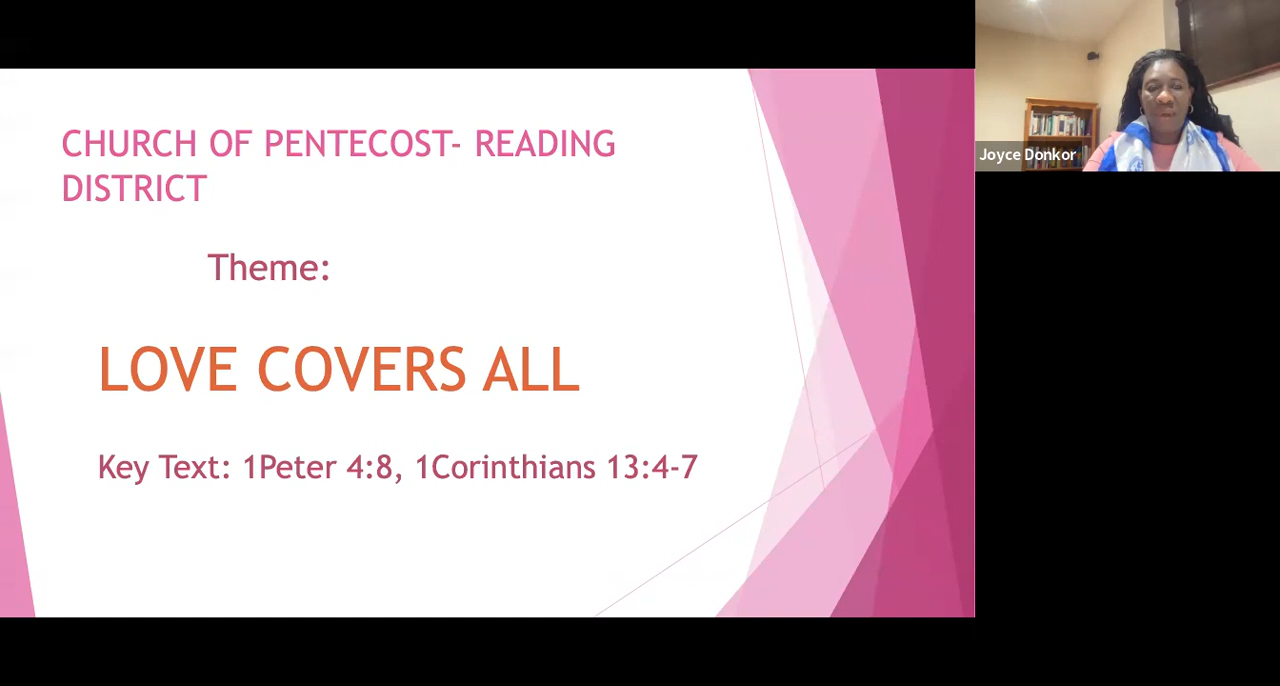 CHURCH OF PENTECOST- READING
DISTRICT
Theme:
LOVE COVERS ALL
Key Text: 1Peter 4:8, 1Corinthians 13:4-7
Joyce Donkor